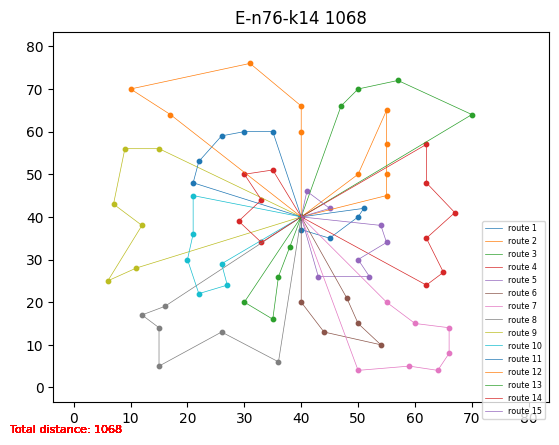 E-n76-k14 1068
80
70
60
50
40
30
20
10
0
0 10 20 30 40 50 60 70 80
route 1
route 2
route 3
route 4
route 5
route 6
route 7
route 8
route 9
route 10
route 11
route 12
route 13
route 14
route 15
Total distance: 1068